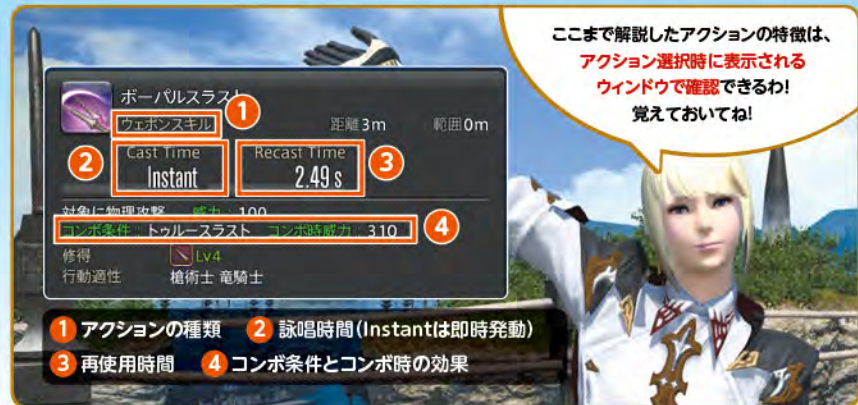 ここまで解説したアクションの特徴は、
アクション選択時に表示される
ウィンドウで確認できるわ!
覚えておいてね!
ボーパルスラスト
1
ウェポンスキル
距離3m 範囲0m
2
Cast Time Recast Time
3
Instant 2.49 s
対象に物理攻撃 威力:100
コンボ条件:トゥルースラスト コンボ時威力:310
4
修得 Lv4
行動適性 槍術士 竜騎士
1 アクションの種類 2 詠唱時間(Instantは即時発動)
3 再使用時間 4 コンボ条件とコンボ時の効果